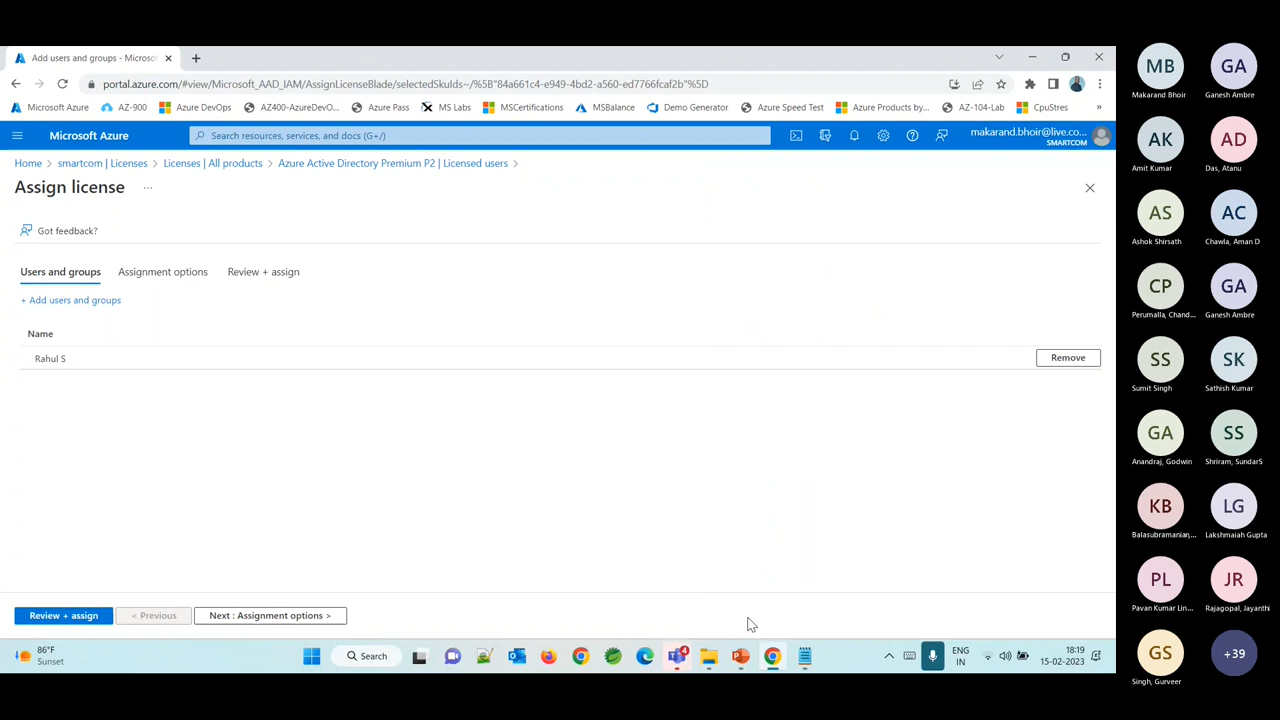 Add users and groups - Microso
portal.azure.com/#view/Microsoft_AAD_IAM/AssignLicenseBlade/selectedSkuIds~/%5B"84a661c4-e949-4bd2-a560-ed7766fcaf2b"%5D
Microsoft Azure
AZ-900
Azure DevOps
AZ400-AzureDevO...
Azure Pass
MS Labs
MSCertifications
MSBalance
Demo Generator
Azure Speed Test
Azure Products by...
AZ-104-Lab
CpuStres
»
Microsoft Azure
Search resources, services, and docs (G+/)
makarand.bhoir@live.co...
SMARTCOM
Home > smartcom | Licenses > Licenses | All products > Azure Active Directory Premium P2 | Licensed users >
Assign license ...
Got feedback?
Users and groups Assignment options Review + assign
+ Add users and groups
Name
Rahul S Remove
Review + assign < Previous Next : Assignment options >
86°F
Sunset
Search
4
ENG
IN
18:19
15-02-2023
MB GA
Makarand Bhoir Ganesh Ambre
AK AD
Amit Kumar Das, Atanu
AS AC
Ashok Shirsath Chawla, Aman D
CP GA
Perumalla, Chand... Ganesh Ambre
SS SK
Sumit Singh Sathish Kumar
GA SS
Anandraj, Godwin Shriram, SundarS
KB LG
Balasubramanian,... Lakshmaiah Gupta
PL JR
Pavan Kumar Lin... Rajagopal, Jayanthi
GS +39
Singh, Gurveer